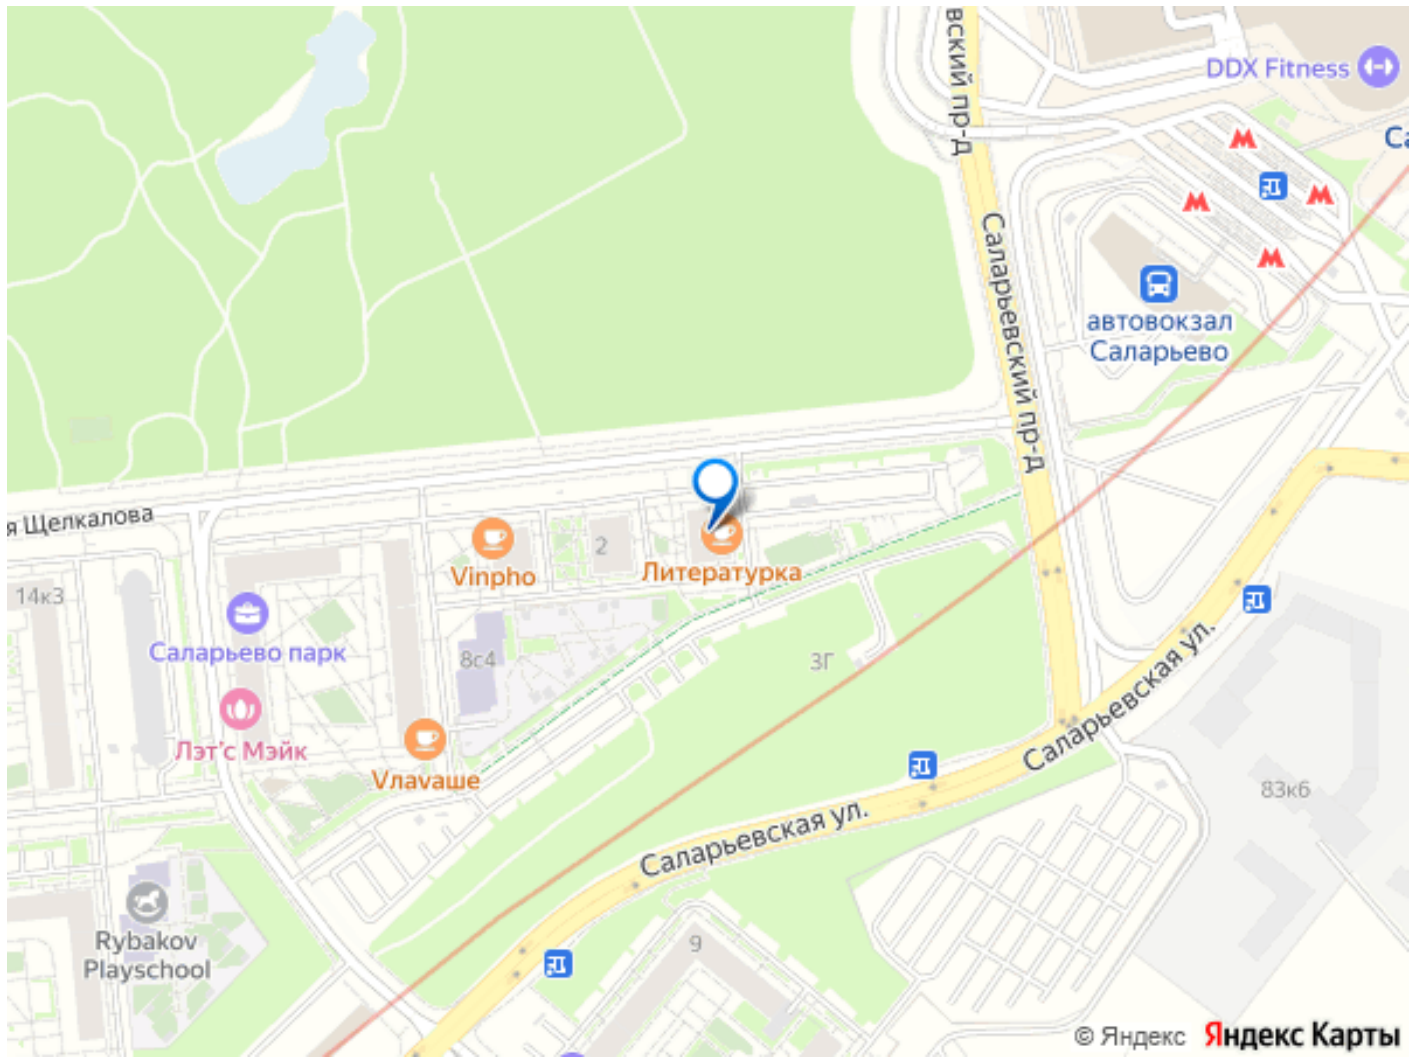 вский пр-д
DDX Fitness
Са
Саларьевский пр-д
автовокзал
Саларьево
я Щелкалова
Vinpho
2
Литературка
14к3
Саларьево парк
8с4
3Г
Лэт'с Мэйк
Vлаvаше
Саларьевская ул.
83к6
Саларьевская ул.
Rybakov
Playschool
9
© Яндекс Яндекс Карты